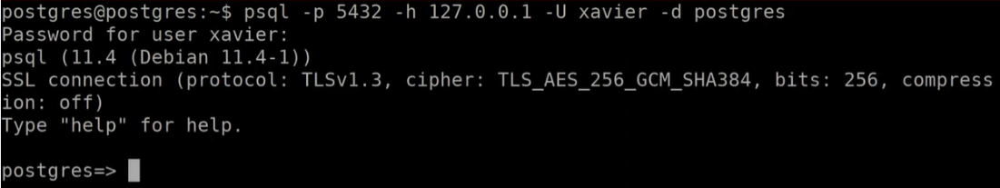 postgres@postgres:~$ psql -p 5432 -h 127.0.0.1 -U xavier -d postgres
Password for user xavier:
psql (11.4 (Debian 11.4-1))
SSL connection (protocol: TLSv1.3, cipher: TLS_AES_256_GCM_SHA384, bits: 256, compress
ion: off)
Type "help" for help.
postgres=>